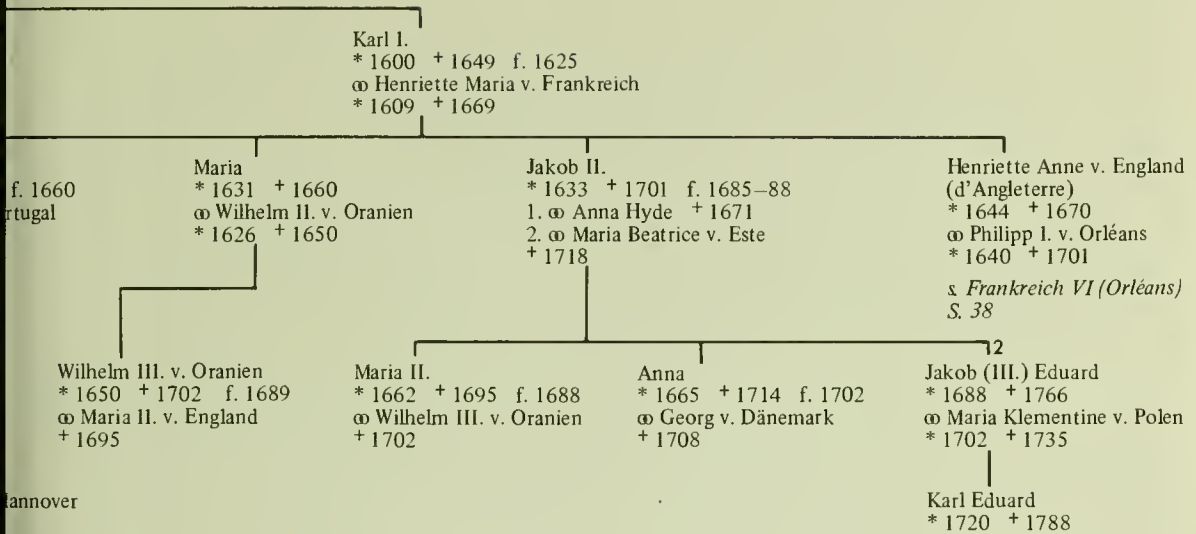 Karl I.
* 1600 + 1649 f. 1625
⚭ Henriette Maria v. Frankreich
* 1609 + 1669
f. 1660
rtugal
Maria
* 1631 + 1660
⚭ Wilhelm II. v. Oranien
* 1626 + 1650
Jakob II.
* 1633 + 1701 f. 1685–88
1. ⚭ Anna Hyde + 1671
2. ⚭ Maria Beatrice v. Este
+ 1718
Henriette Anne v. England
(d'Angleterre)
* 1644 + 1670
⚭ Philipp I. v. Orléans
* 1640 + 1701
s. Frankreich VI (Orléans)
S. 38
Wilhelm III. v. Oranien
* 1650 + 1702 f. 1689
⚭ Maria II. v. England
+ 1695
Maria II.
* 1662 + 1695 f. 1688
⚭ Wilhelm III. v. Oranien
+ 1702
Anna
* 1665 + 1714 f. 1702
⚭ Georg v. Dänemark
+ 1708
2
Jakob (III.) Eduard
* 1688 + 1766
⚭ Maria Klementine v. Polen
* 1702 + 1735
lannover
Karl Eduard
* 1720 + 1788